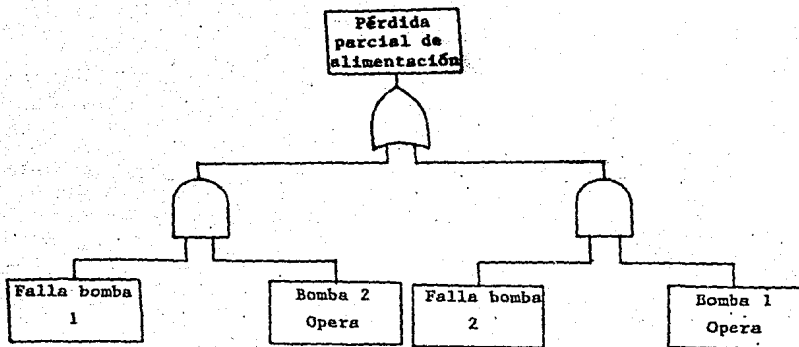 Pérdida
parcial de
alimentación
Falla bomba
1
Bomba 2
Opera
Falla bomba
2
Bomba 1
Opera